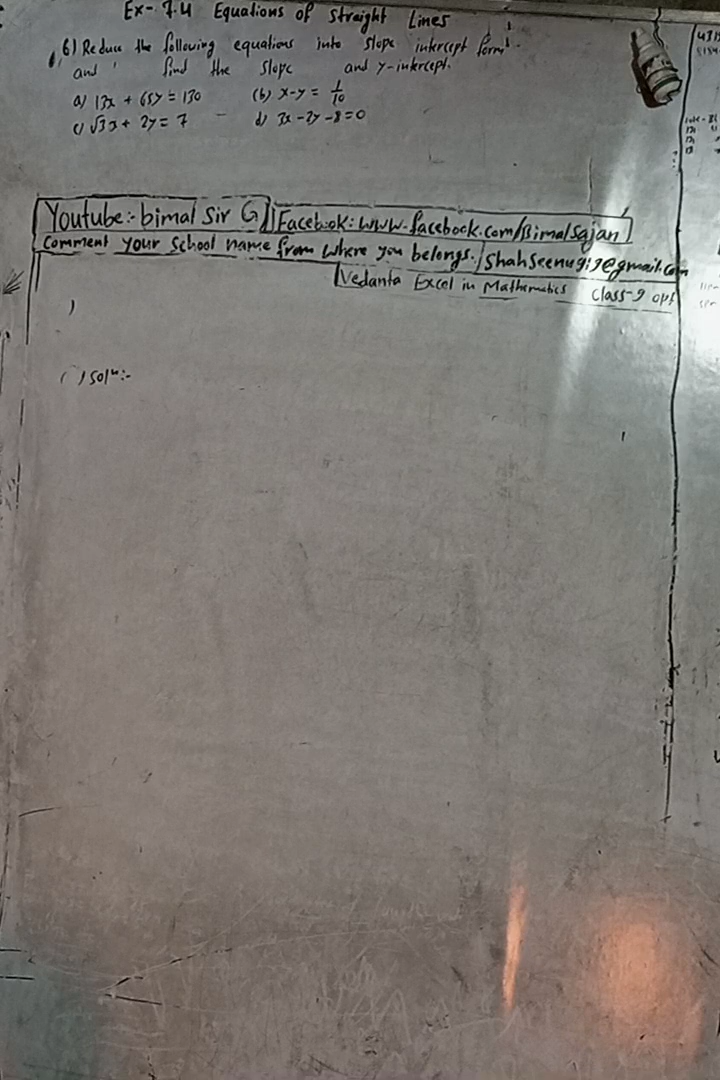 Ex- 7.4 Equations of Straight Lines
6) Reduce the following equations into slope intercept form
and find the slope and y-intercept.
a) 13x + 65y = 130 (b) x-y = 1/10
c) √3x + 2y = 7 d) 3x-2y-8=0
Youtube:- bimal Sir G Facebook: www.facebook.com/Bimalsajan
Comment your School name from where you belongs.
Vedanta Excel in Mathematics Class-9 opt
) Solⁿ:-